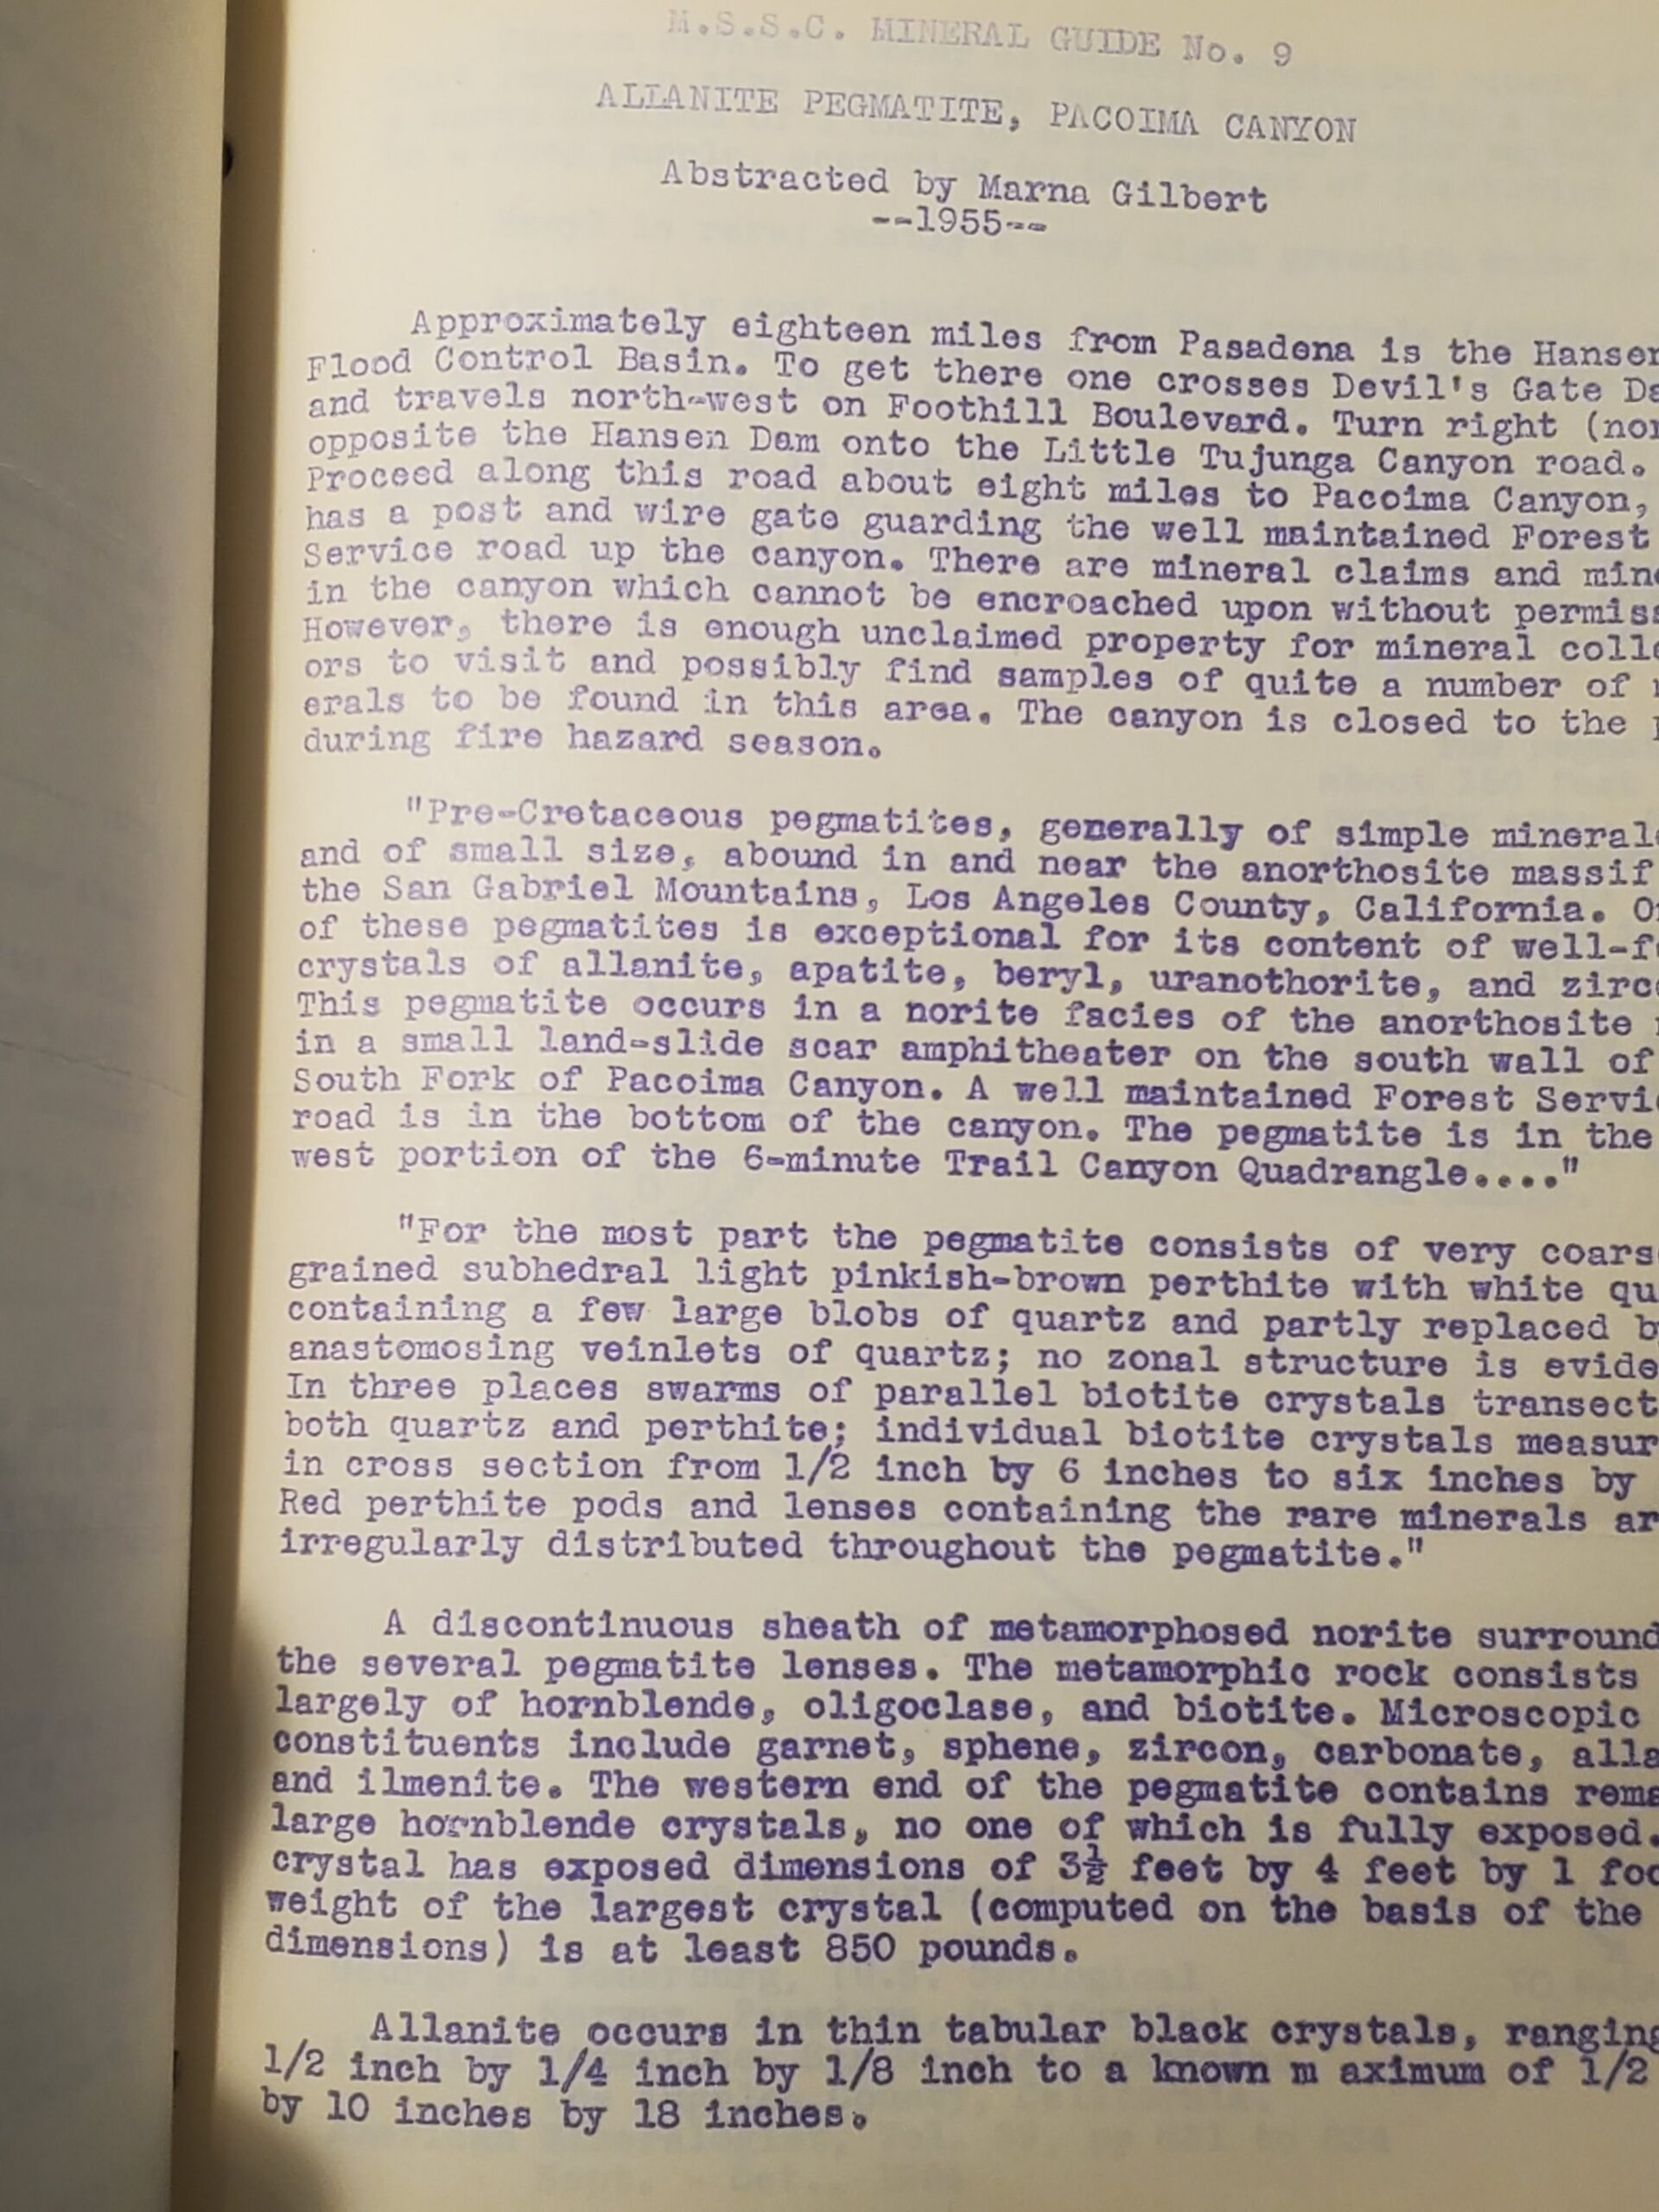 M.S.S.C. MINERAL GUIDE No. 9
ALLANITE PEGMATITE, PACOIMA CANYON
Abstracted by Marna Gilbert
--1955--
Approximately eighteen miles from Pasadena is the Hansen
Flood Control Basin. To get there one crosses Devil's Gate Da
and travels north-west on Foothill Boulevard. Turn right (nor
opposite the Hansen Dam onto the Little Tujunga Canyon road.
Proceed along this road about eight miles to Pacoima Canyon,
has a post and wire gate guarding the well maintained Forest
Service road up the canyon. There are mineral claims and mine
in the canyon which cannot be encroached upon without permiss
However, there is enough unclaimed property for mineral colle
ors to visit and possibly find samples of quite a number of
erals to be found in this area. The canyon is closed to the
during fire hazard season.
"Pre-Cretaceous pegmatites, generally of simple mineral
and of small size, abound in and near the anorthosite massif
the San Gabriel Mountains, Los Angeles County, California. O
of these pegmatites is exceptional for its content of well-f
crystals of allanite, apatite, beryl, uranothorite, and zirc
This pegmatite occurs in a norite facies of the anorthosite
in a small land-slide scar amphitheater on the south wall of
South Fork of Pacoima Canyon. A well maintained Forest Servi
road is in the bottom of the canyon. The pegmatite is in the
west portion of the 6-minute Trail Canyon Quadrangle...."
"For the most part the pegmatite consists of very coars
grained subhedral light pinkish-brown perthite with white qu
containing a few large blobs of quartz and partly replaced b
anastomosing veinlets of quartz; no zonal structure is evide
In three places swarms of parallel biotite crystals transect
both quartz and perthite; individual biotite crystals measur
in cross section from 1/2 inch by 6 inches to six inches by
Red perthite pods and lenses containing the rare minerals ar
irregularly distributed throughout the pegmatite."
A discontinuous sheath of metamorphosed norite surround
the several pegmatite lenses. The metamorphic rock consists
largely of hornblende, oligoclase, and biotite. Microscopic
constituents include garnet, sphene, zircon, carbonate, alla
and ilmenite. The western end of the pegmatite contains rema
large hornblende crystals, no one of which is fully exposed.
crystal has exposed dimensions of 3½ feet by 4 feet by 1 foo
weight of the largest crystal (computed on the basis of the
dimensions) is at least 850 pounds.
Allanite occurs in thin tabular black crystals, ranging
1/2 inch by 1/4 inch by 1/8 inch to a known m aximum of 1/2
by 10 inches by 18 inches.